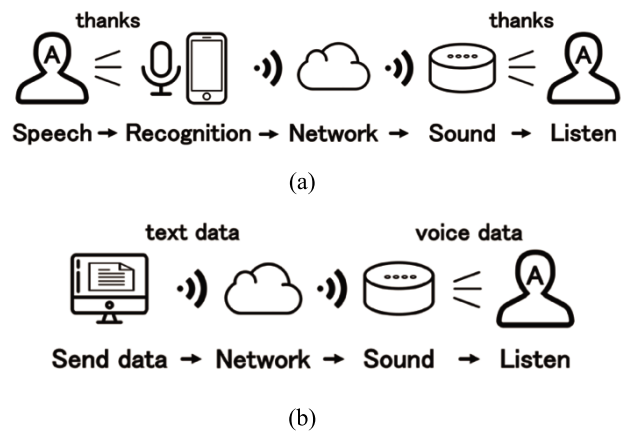 thanks thanks
A A
Speech → Recognition → Network → Sound → Listen
(a)
text data voice data
A
Send data → Network → Sound → Listen
(b)